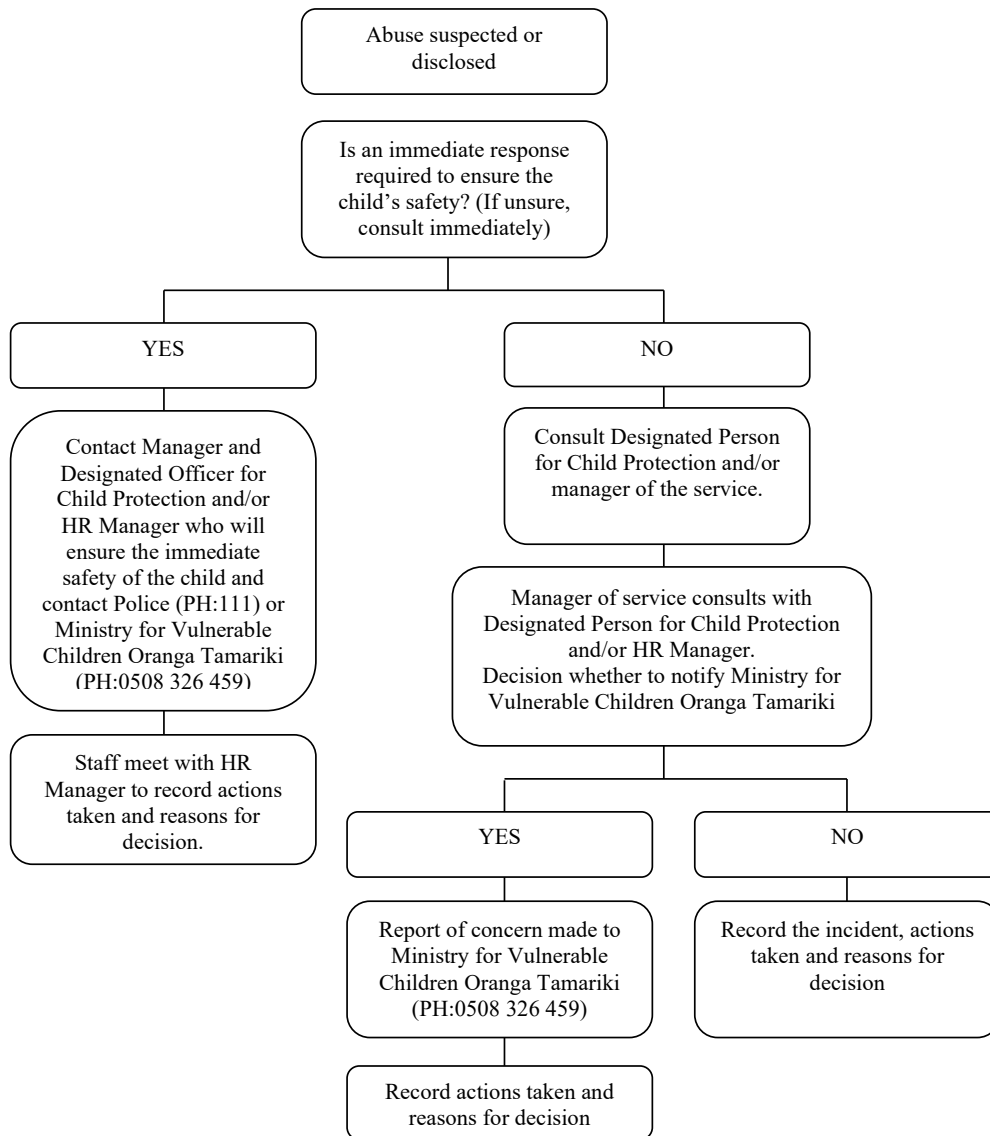 Abuse suspected or
disclosed
Is an immediate response
required to ensure the
child’s safety? (If unsure,
consult immediately)
YES
NO
Contact Manager and
Designated Officer for
Child Protection and/or
HR Manager who will
ensure the immediate
safety of the child and
contact Police (PH:111) or
Ministry for Vulnerable
Children Oranga Tamariki
(PH:0508 326 459)
Consult Designated Person
for Child Protection and/or
manager of the service.
Manager of service consults with
Designated Person for Child Protection
and/or HR Manager.
Decision whether to notify Ministry for
Vulnerable Children Oranga Tamariki
Staff meet with HR
Manager to record actions
taken and reasons for
decision.
YES
NO
Report of concern made to
Ministry for Vulnerable
Children Oranga Tamariki
(PH:0508 326 459)
Record the incident, actions
taken and reasons for
decision
Record actions taken and
reasons for decision